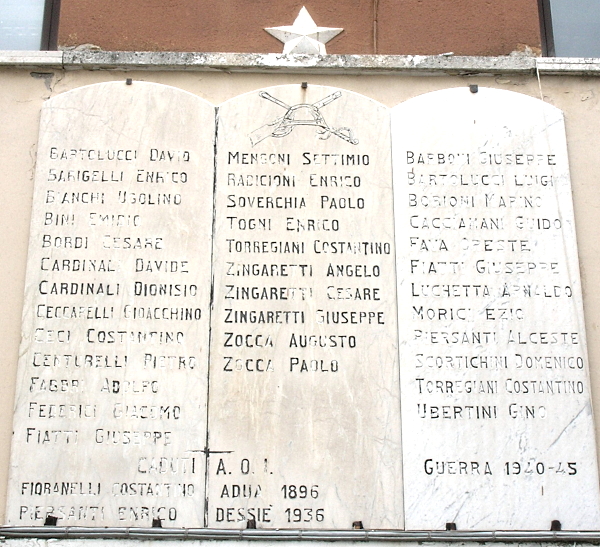 BARTOLUCCI DAVID
BARIGELLI ENRICO
BIANCHI UGOLINO
BINI EMIDIO
BORDI CESARE
CARDINAL DAVIDE
CARDINALI DIONISIO
CECCARELLI GIOACCHINO
CECI COSTANTINO
CENTURELLI PIETRO
FABBRI ADOLFO
FEDERICI GIACOMO
FIATTI GIUSEPPE
MENGONI SETTIMIO
RADICIONI ENRICO
SOVERCHIA PAOLO
TOGNI ENRICO
TORREGIANI COSTANTINO
ZINGARETTI ANGELO
ZINGARETTI CESARE
ZINGARETTI GIUSEPPE
ZOCCA AUGUSTO
ZOCCA PAOLO
CADUTI A. O. I.
FIORANELLI COSTANTINO ADUA 1896
PIERSANTI ENRICO DESSIE 1936
BARBONI GIUSEPPE
BARTOLUCCI LUIGI
BORIONI MARINO
CACCIAMANI GUIDO
FAVA ORESTE
FIATTI GIUSEPPE
LUCHETTA ARNALDO
MORICI EZIO
PIERSANTI ALCESTE
SCORTICHINI DOMENICO
TORREGIANI COSTANTINO
UBERTINI GINO
GUERRA 1940-45